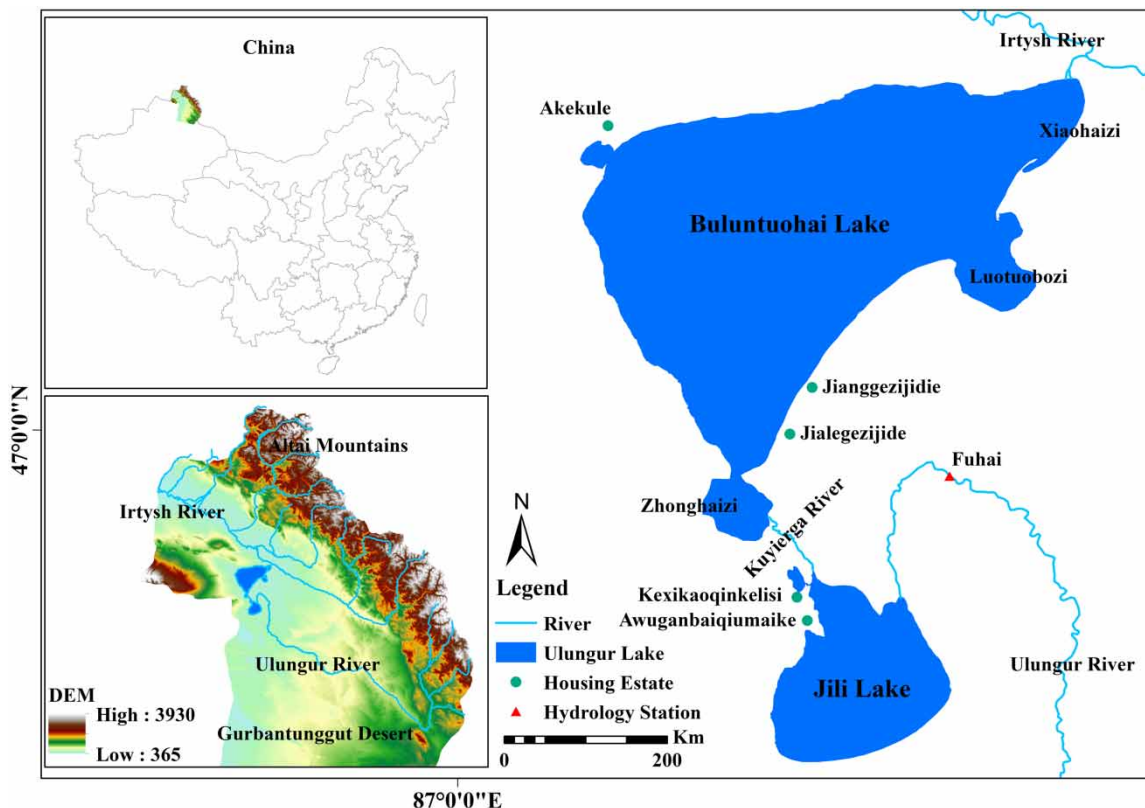 China
Altai Mountains
Irtysh River
Ulungur River
Gurbantunggut Desert
DEM
High : 3930
Low : 365
Irtysh River
Akekule
Xiaohaizi
Buluntuohai Lake
Luotuobozi
Jianggezijidie
Jialegezijide
Fuhai
Zhonghaizi
Kuyierga River
Kexikaoqinkelisi
Awuganbaiqiumaike
Ulungur River
Jili Lake
N
Legend
River
Ulungur Lake
Housing Estate
Hydrology Station
Km
0 200
47°0'0"N
87°0'0"E